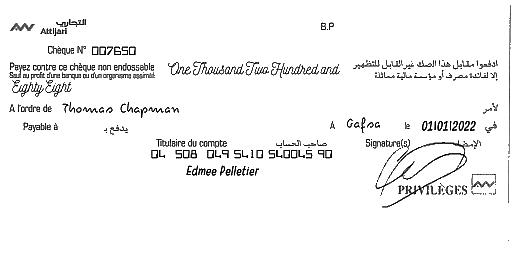 التجاري
Attijari
B.P
Chèque N° 007650
Payez contre ce chèque non endossable
Sauf au profit d'une banque ou d'un organisme assimilé
One Thousand Two Hundred and
ادفعوا مقابل هذا الصك غير القابل للتظهير
إلا لفائدة مصرف أو مؤسسة مالية مماثلة
Eighty Eight
A l'ordre de Thomas Chapman لأمر
Payable à يدفع بـ A Gafsa le 01/01/2022 في
Titulaire du compte صاحب الحساب Signature(s) الإمضاء
04 508 049 5410 540045 90
Edmee Pelletier
PRIVILÈGES